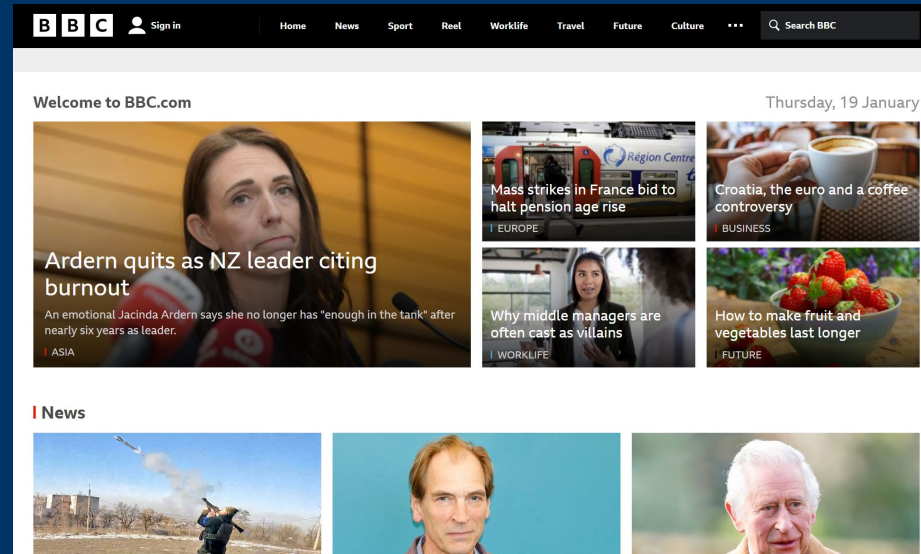 BBC
Sign in
Home
News
Sport
Reel
Worklife
Travel
Future
Culture
Search BBC
Welcome to BBC.com
Thursday, 19 January
Ardern quits as NZ leader citing
burnout
An emotional Jacinda Ardern says she no longer has "enough in the tank" after
nearly six years as leader.
ASIA
Région Centre
Mass strikes in France bid to
halt pension age rise
EUROPE
Croatia, the euro and a coffee
controversy
BUSINESS
Why middle managers are
often cast as villains
WORKLIFE
How to make fruit and
vegetables last longer
FUTURE
News